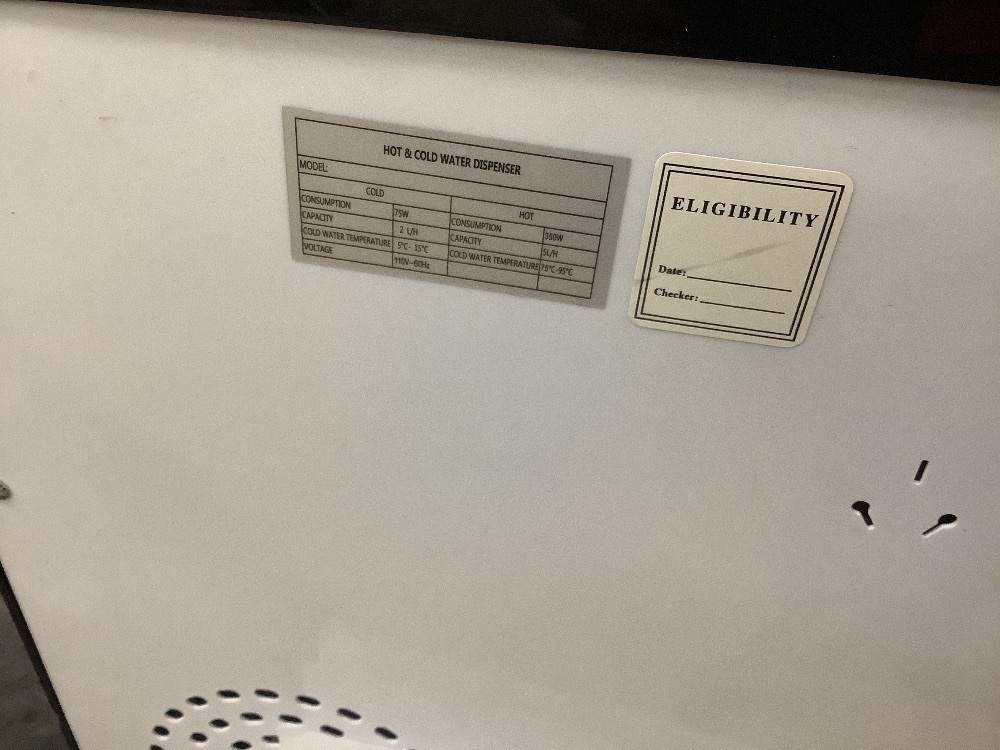 HOT & COLD WATER DISPENSER
MODEL:
COLD HOT
CONSUMPTION 75W CONSUMPTION 350W
CAPACITY 2 L/H CAPACITY 5L/H
COLD WATER TEMPERATURE 5℃- 15℃ COLD WATER TEMPERATURE 75℃-95℃
VOLTAGE 110V~60Hz
ELIGIBILITY
Date:
Checker: